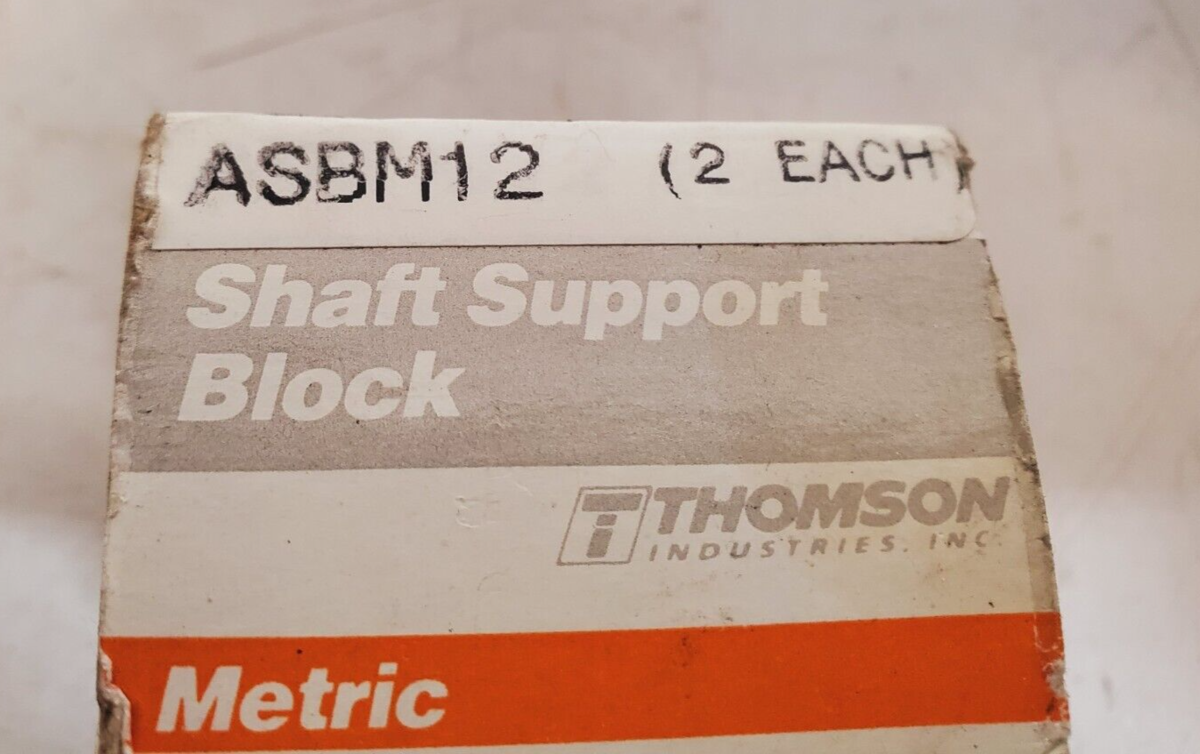 ASBM12 (2 EACH)
Shaft Support
Block
THOMSON
INDUSTRIES, INC.
Metric